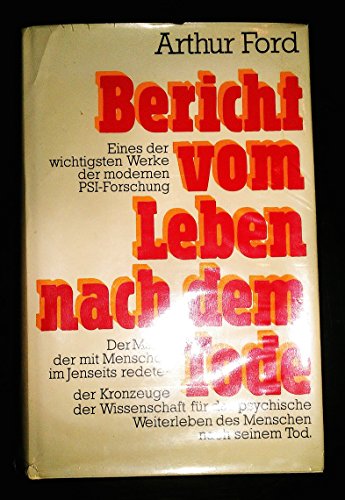 Arthur Ford
Bericht
Eines der
wichtigsten Werke
der modernen
PSI-Forschung
vom
Leben
nach dem
Tode
Der
der mit
im Jenseits redete
der Kronzeuge
der Wissenschaft für psychische
Weiterleben des Menschen
nach seinem Tod.